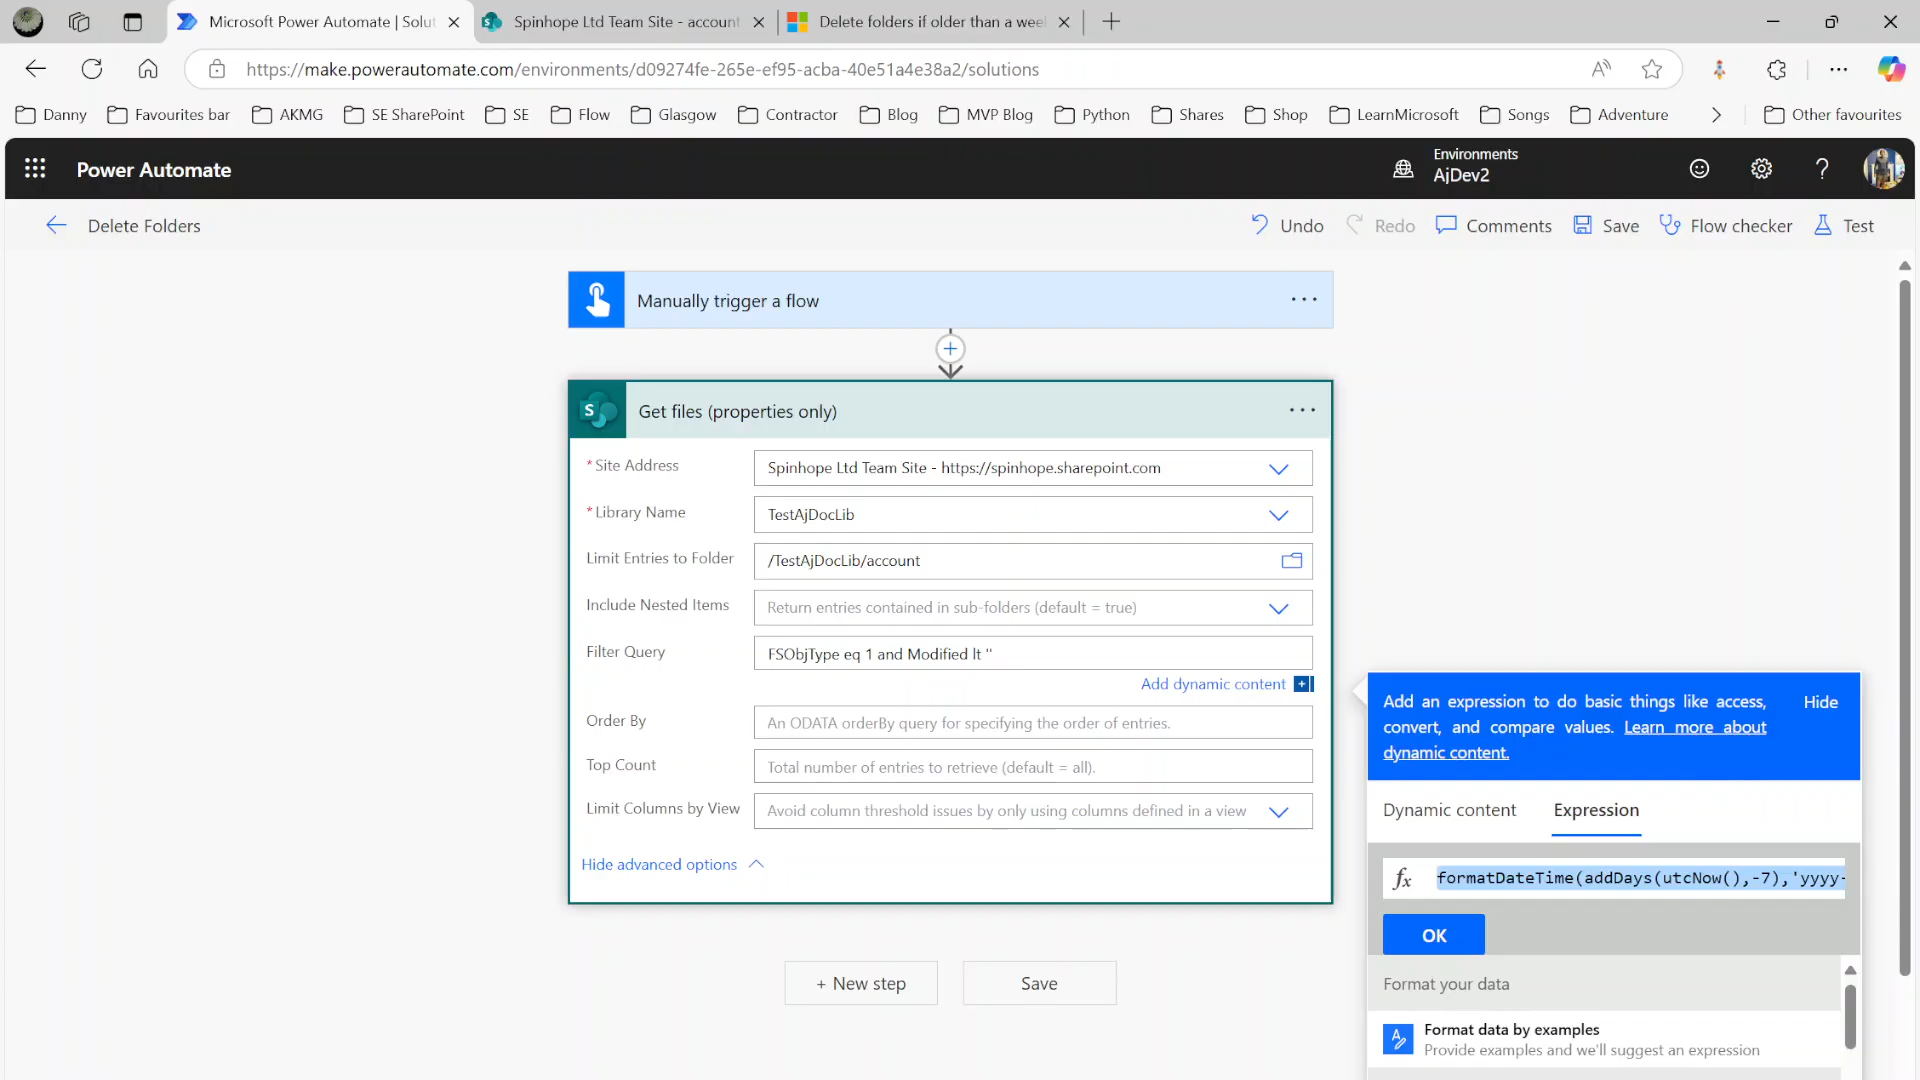 Microsoft Power Automate | Solut
Spinhope Ltd Team Site - account
Delete folders if older than a wee
https://make.powerautomate.com/environments/d09274fe-265e-ef95-acba-40e51a4e38a2/solutions
Danny
Favourites bar
AKMG
SE SharePoint
SE
Flow
Glasgow
Contractor
Blog
MVP Blog
Python
Shares
Shop
LearnMicrosoft
Songs
Adventure
Other favourites
Power Automate
Environments
AjDev2
Delete Folders
Undo
Redo
Comments
Save
Flow checker
Test
Manually trigger a flow
S
Get files (properties only)
* Site Address
Spinhope Ltd Team Site - https://spinhope.sharepoint.com
* Library Name
TestAjDocLib
Limit Entries to Folder
/TestAjDocLib/account
Include Nested Items
Return entries contained in sub-folders (default = true)
Filter Query
FSObjType eq 1 and Modified lt ''
Add dynamic content
Order By
An ODATA orderBy query for specifying the order of entries.
Top Count
Total number of entries to retrieve (default = all).
Limit Columns by View
Avoid column threshold issues by only using columns defined in a view
Hide advanced options
+ New step
Save
Add an expression to do basic things like access,
convert, and compare values. Learn more about
dynamic content.
Hide
Dynamic content
Expression
fx
formatDateTime(addDays(utcNow(),-7),'yyyy-
OK
Format your data
Format data by examples
Provide examples and we'll suggest an expression